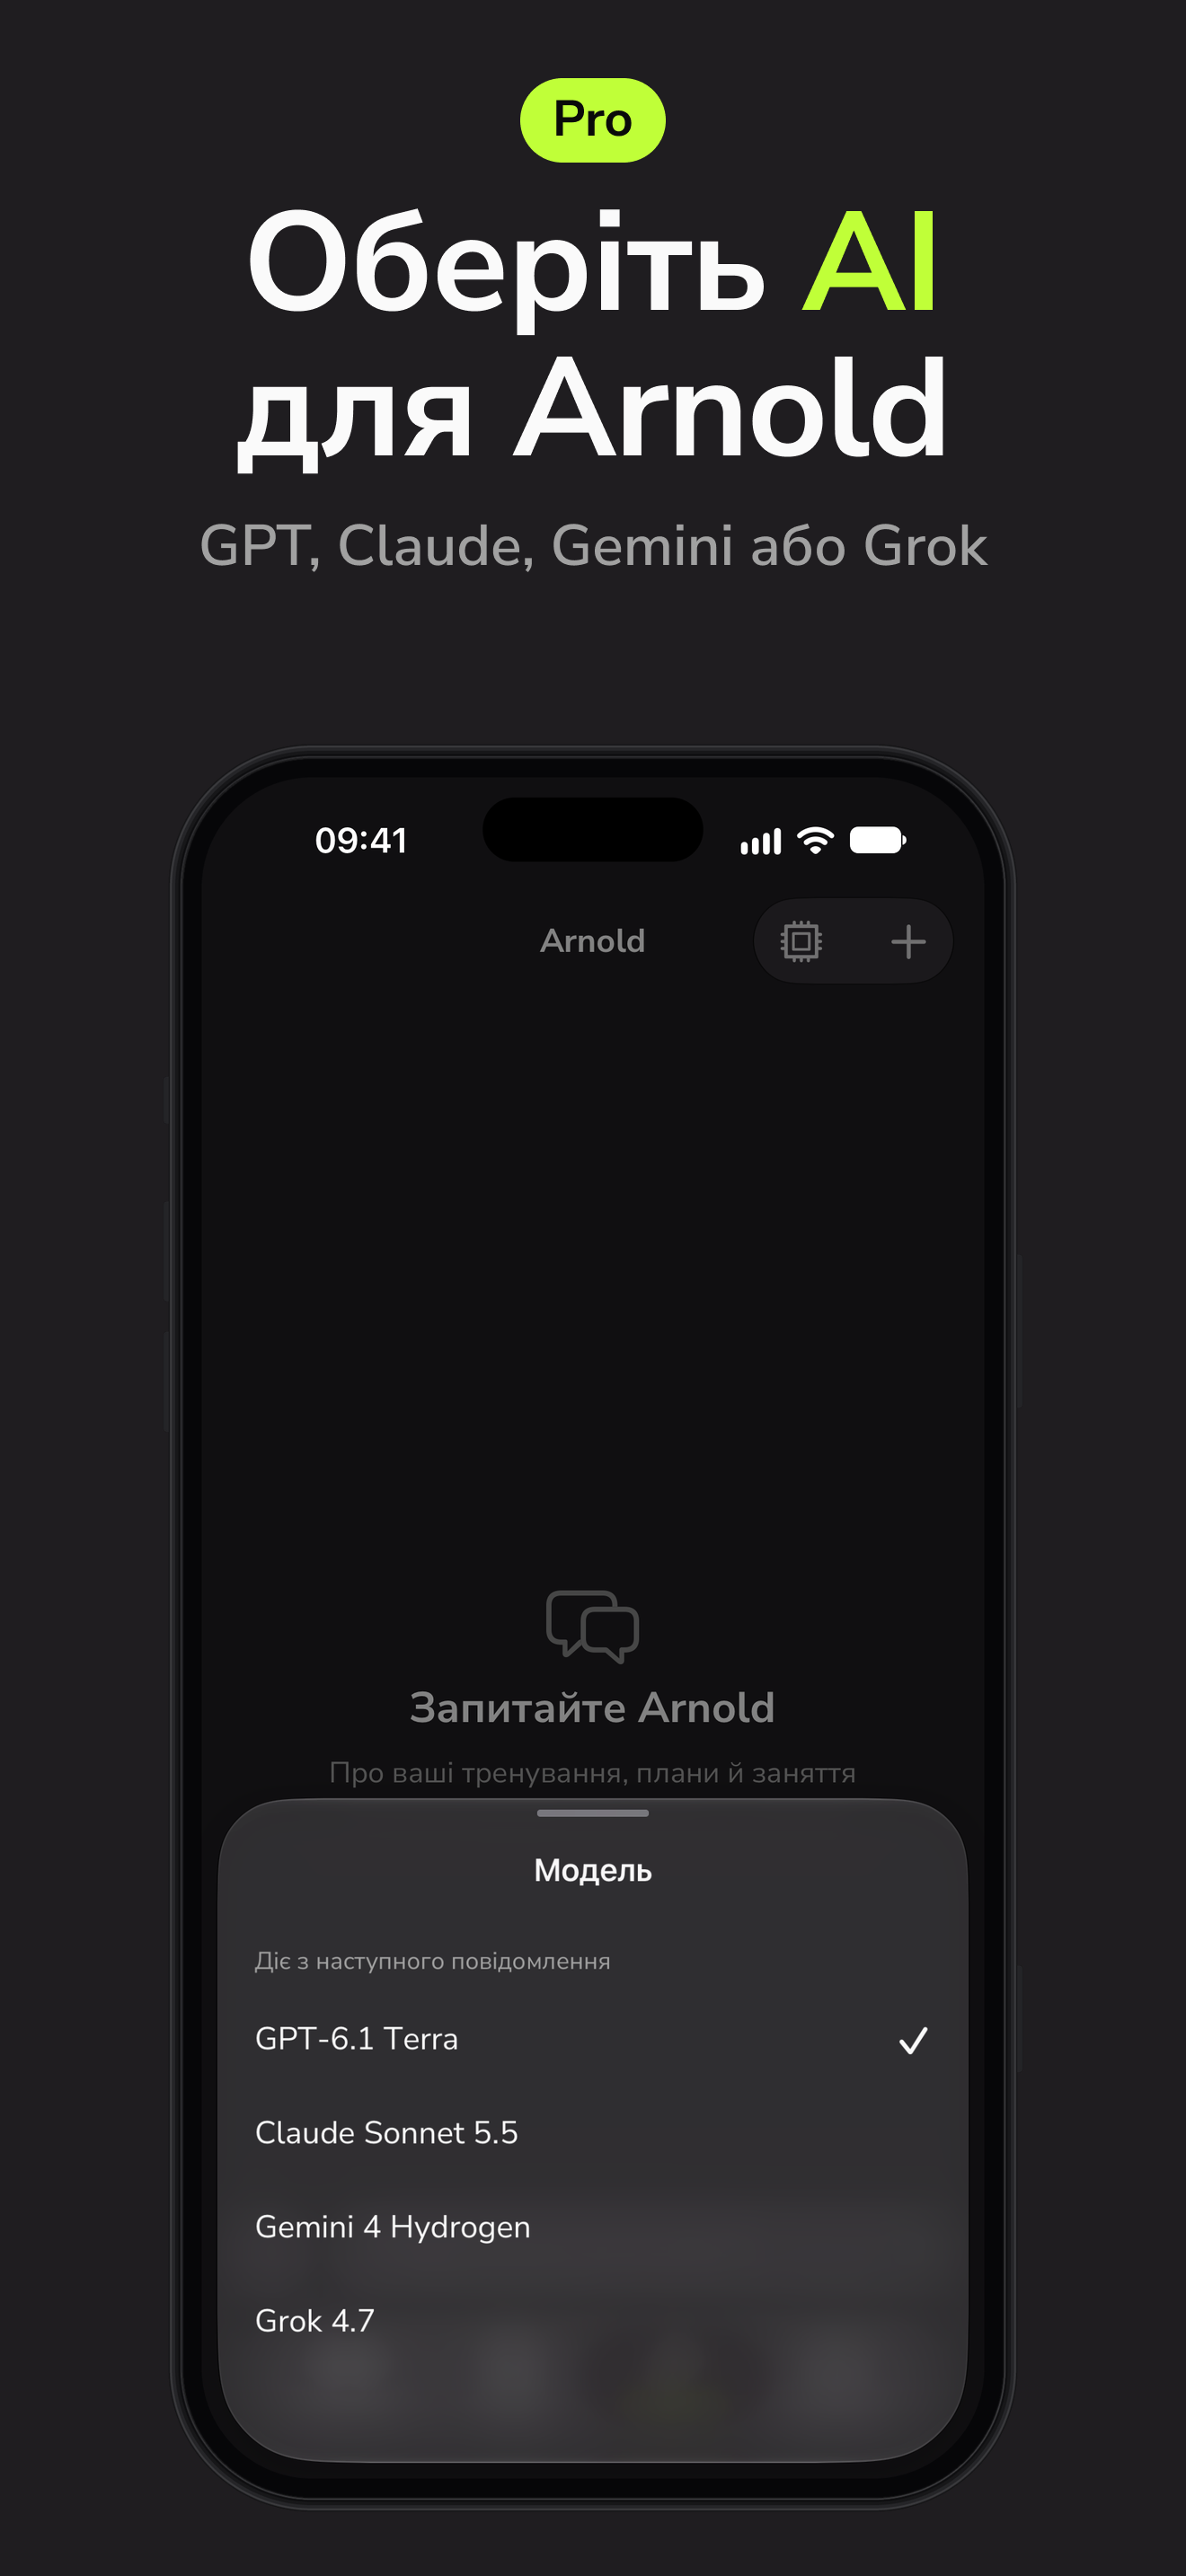 Pro
Оберіть AI
для Arnold
GPT, Claude, Gemini або Grok
09:41
Arnold
Запитайте Arnold
Про ваші тренування, плани й заняття
Модель
Діє з наступного повідомлення
GPT-6.1 Terra
Claude Sonnet 5.5
Gemini 4 Hydrogen
Grok 4.7